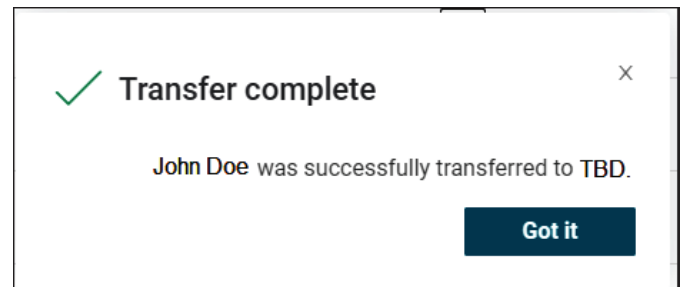 Transfer complete
X
John Doe was successfully transferred to TBD.
Got it